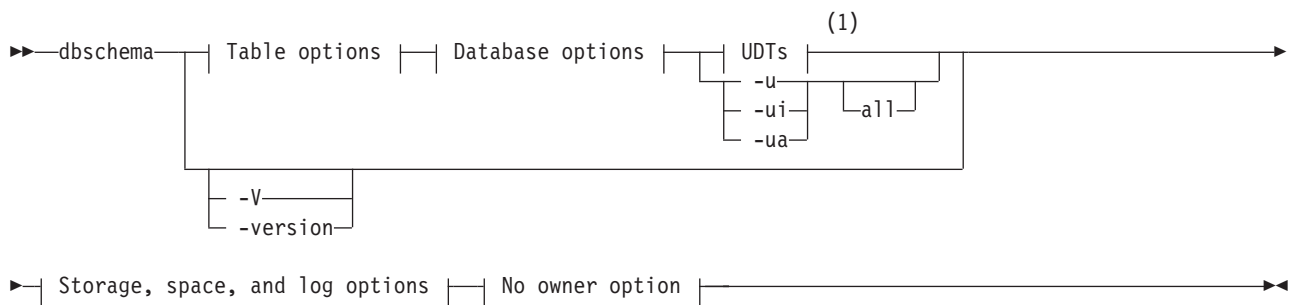 (1)
dbschema Table options Database options UDTs
-u
-ui all
-ua
-V
-version
Storage, space, and log options No owner option